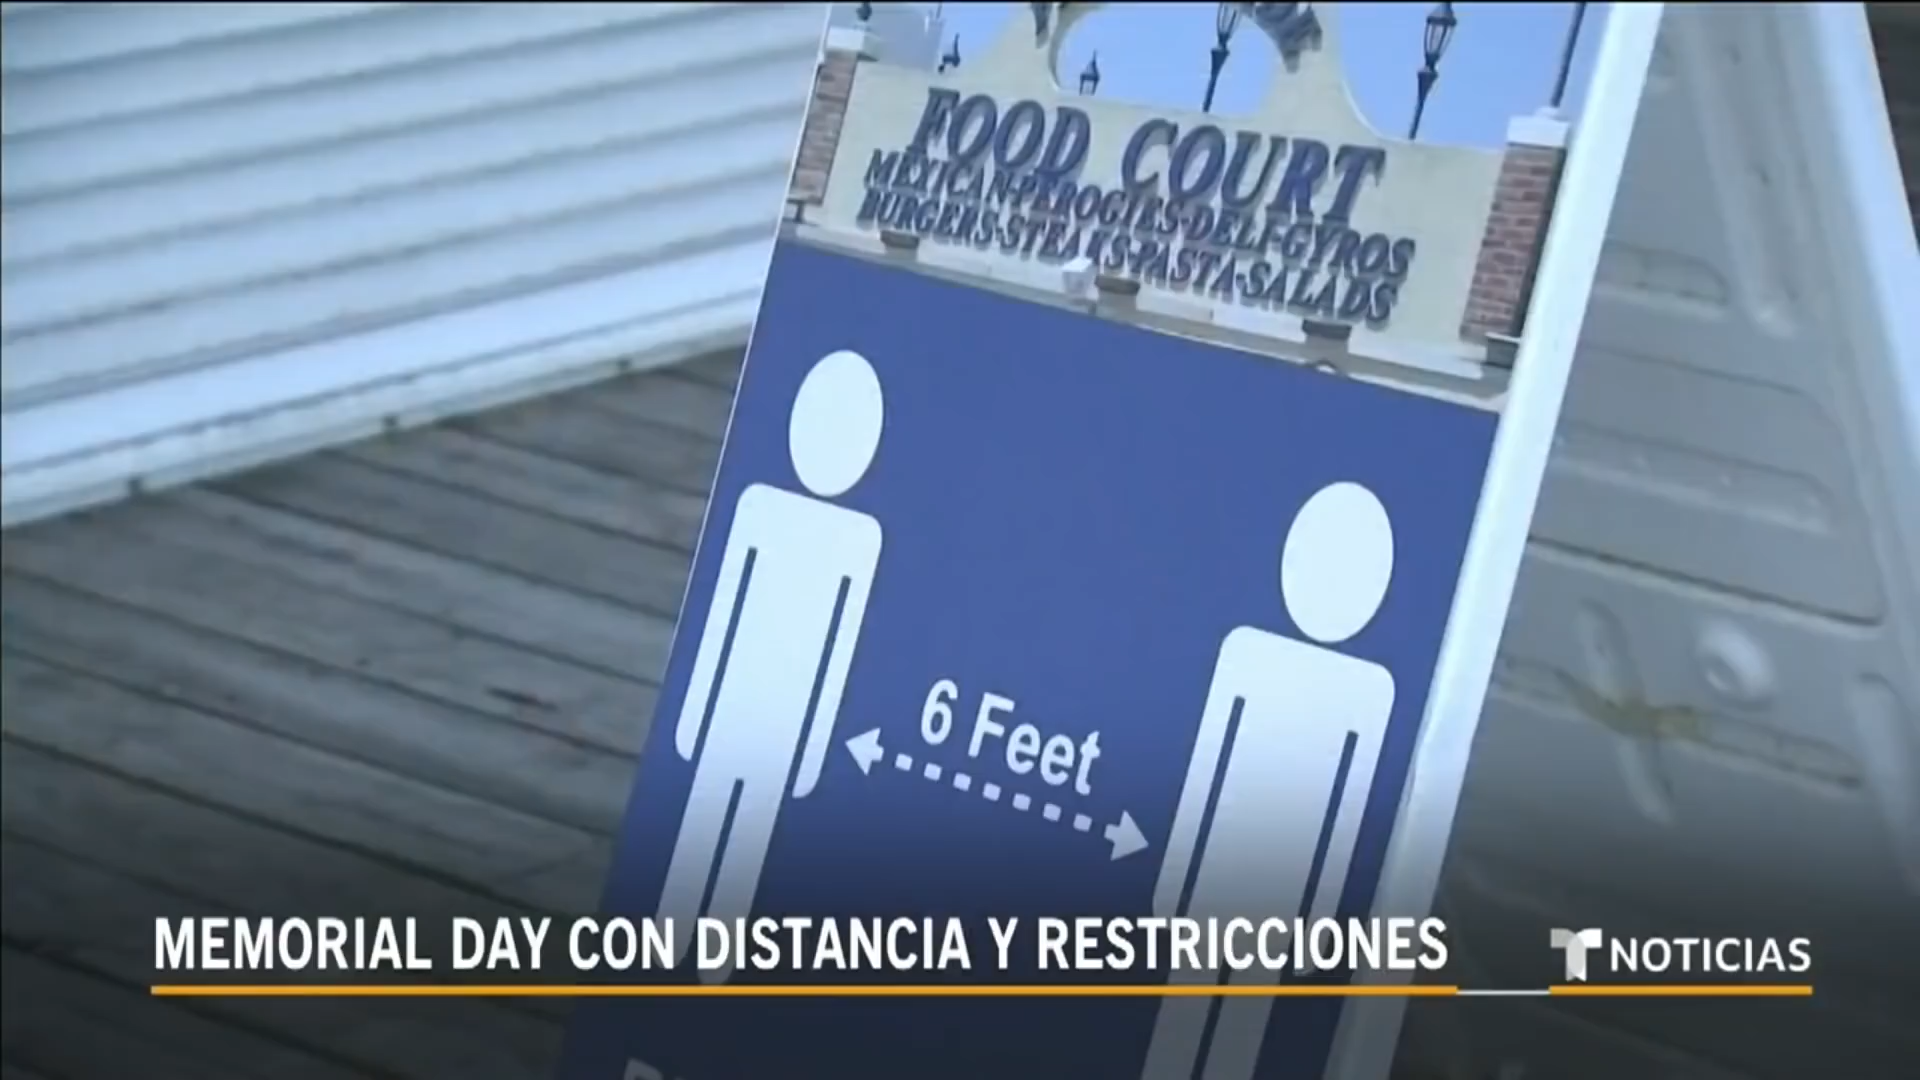 FOOD COURT
MEXICAN-PEROGIES-DELI-GYROS
BURGERS-STEAKS-PASTA-SALADS
6 Feet
MEMORIAL DAY CON DISTANCIA Y RESTRICCIONES
NOTICIAS